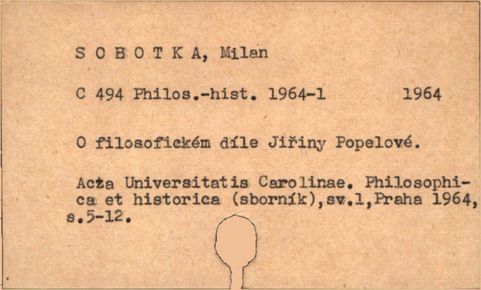 S O B O T K A, Milan
C 494 Philos.-hist. 1964-1 1964
O filosofickém díle Jiřiny Popelové.
Acta Universitatis Carolinae. Philosophi-
ca et historica (sborník),sv.1,Praha 1964,
s.5-12.